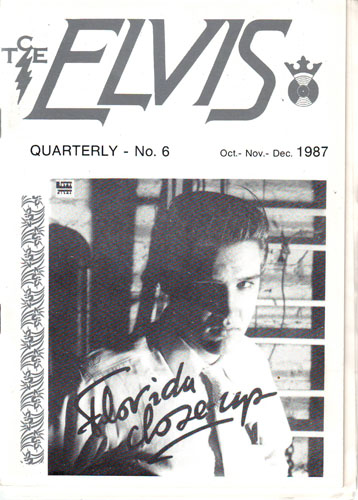 TCE
ELVIS
QUARTERLY - No. 6
Oct.- Nov.- Dec. 1987
Florida
close up